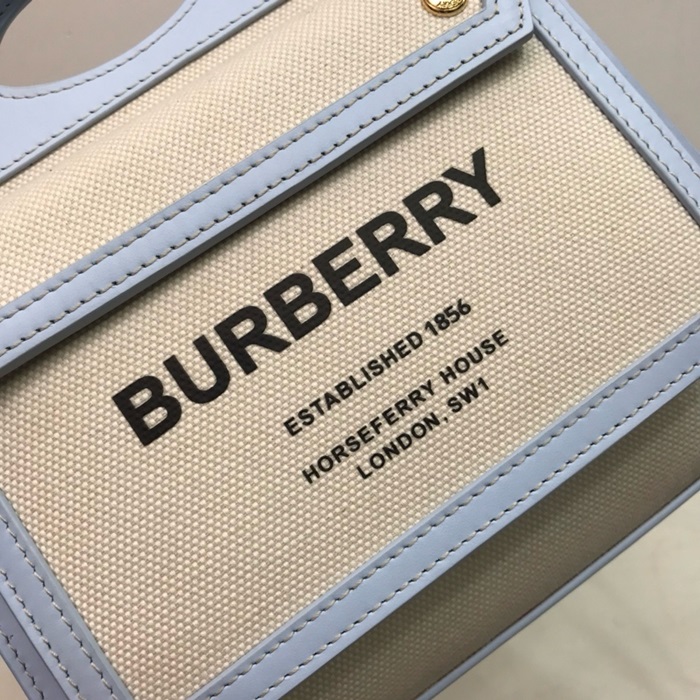 BURBERRY
ESTABLISHED 1856
HORSEFERRY HOUSE
LONDON, SW1